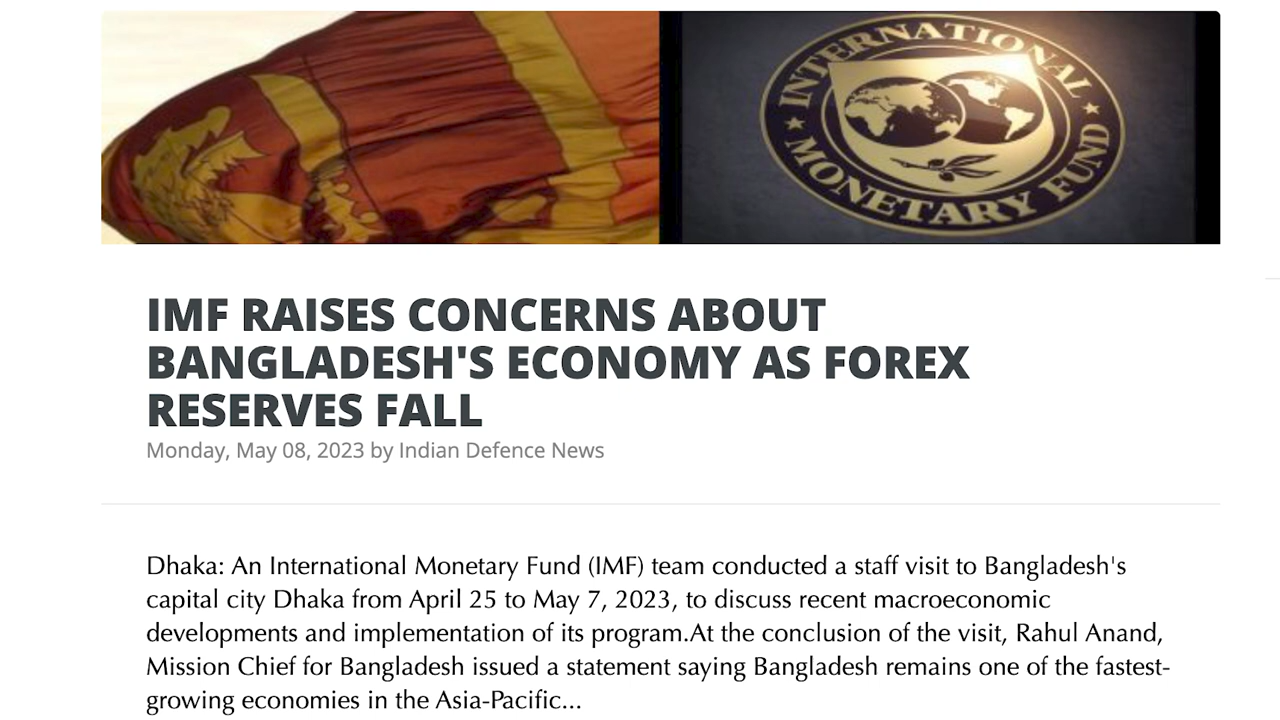 INTERNATIONAL
MONETARY FUND
IMF RAISES CONCERNS ABOUT
BANGLADESH'S ECONOMY AS FOREX
RESERVES FALL
Monday, May 08, 2023 by Indian Defence News
Dhaka: An International Monetary Fund (IMF) team conducted a staff visit to Bangladesh's
capital city Dhaka from April 25 to May 7, 2023, to discuss recent macroeconomic
developments and implementation of its program.At the conclusion of the visit, Rahul Anand,
Mission Chief for Bangladesh issued a statement saying Bangladesh remains one of the fastest-
growing economies in the Asia-Pacific...